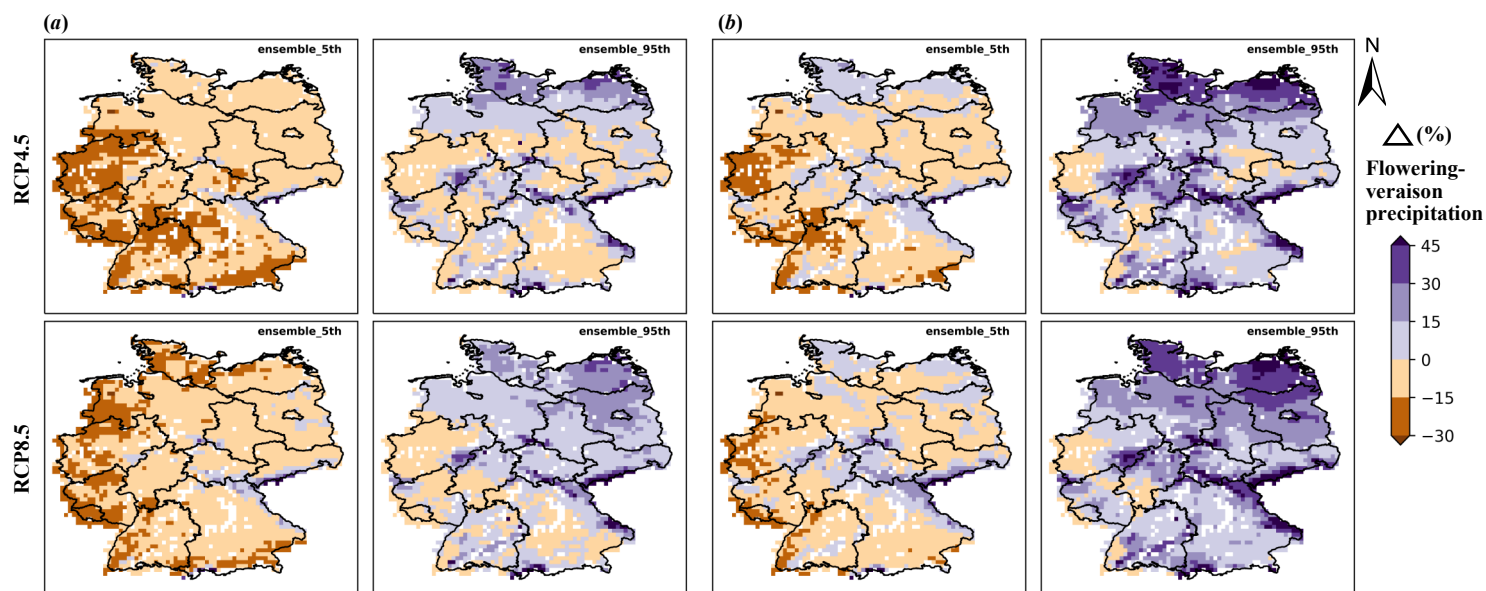 (a)
(b)
ensemble_5th
ensemble_95th
ensemble_5th
ensemble_95th
N
RCP4.5
△ (%)
Flowering-
veraison
precipitation
45
30
15
0
−15
−30
ensemble_5th
ensemble_95th
ensemble_5th
ensemble_95th
RCP8.5